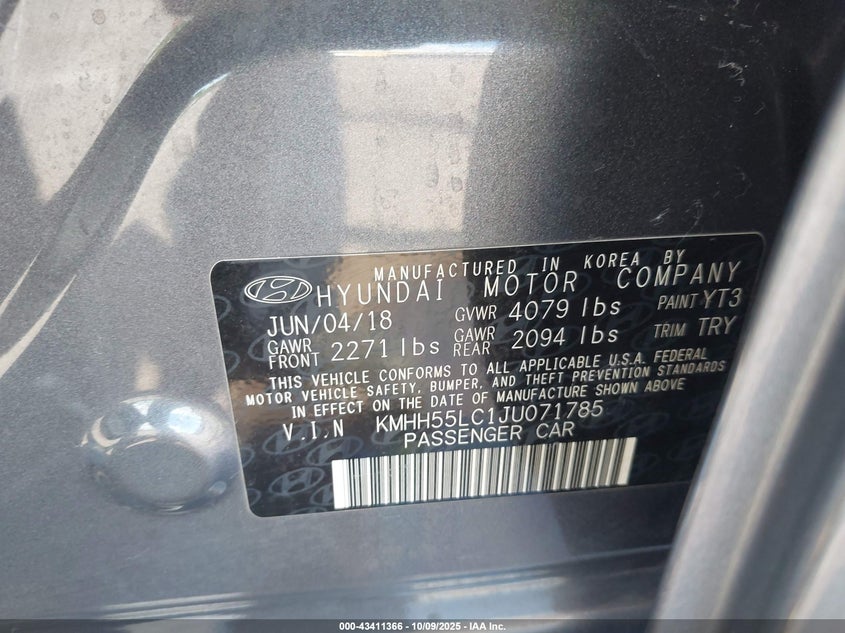 MANUFACTURED IN KOREA BY
HYUNDAI MOTOR COMPANY
JUN/04/18 GVWR 4079 lbs PAINT YT3
GAWR FRONT 2271 lbs GAWR REAR 2094 lbs TRIM TRY
THIS VEHICLE CONFORMS TO ALL APPLICABLE U.S.A. FEDERAL
MOTOR VEHICLE SAFETY, BUMPER, AND THEFT PREVENTION STANDARDS
IN EFFECT ON THE DATE OF MANUFACTURE SHOWN ABOVE
V.I.N KMHH55LC1JU071785
PASSENGER CAR
000-43411366 - 10/09/2025 - IAA Inc.